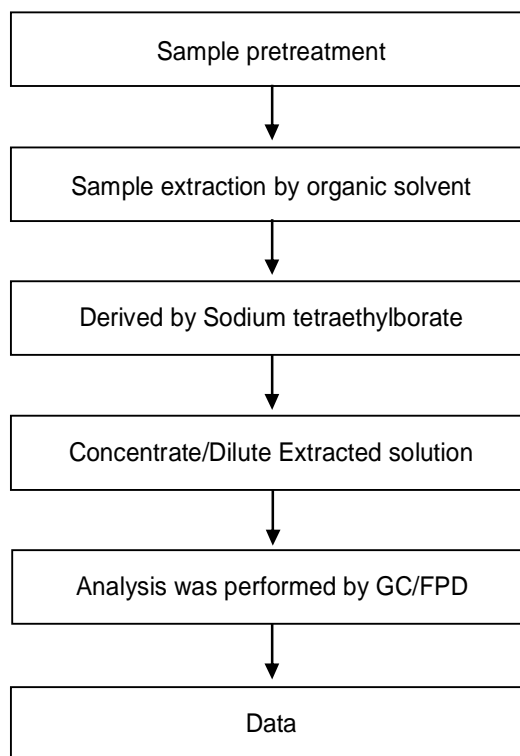 Sample pretreatment
Sample extraction by organic solvent
Derived by Sodium tetraethylborate
Concentrate/Dilute Extracted solution
Analysis was performed by GC/FPD
Data